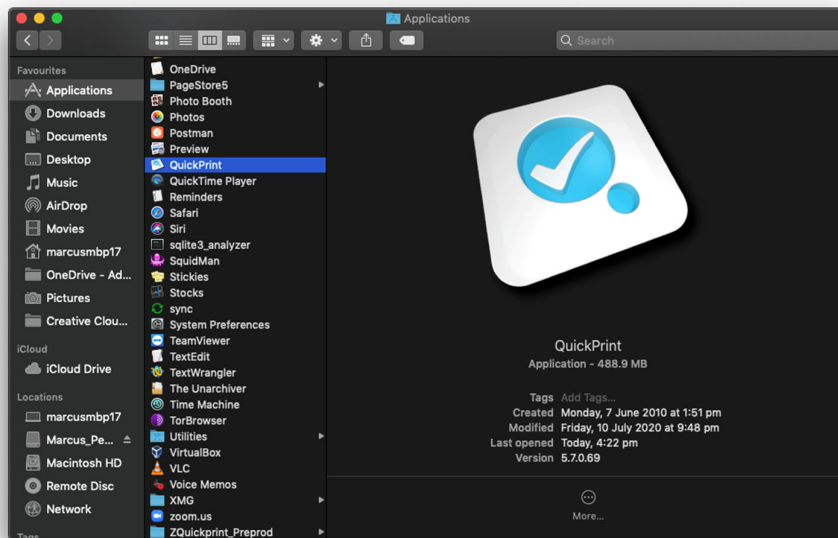 Applications
Search
Favourites
Applications
Downloads
Documents
Desktop
Music
AirDrop
Movies
marcusmbp17
OneDrive - Ad...
Pictures
Creative Clou...
iCloud
iCloud Drive
Locations
marcusmbp17
Marcus_Pe...
Macintosh HD
Remote Disc
Network
Tags
OneDrive
PageStore5
Photo Booth
Photos
Postman
Preview
QuickPrint
QuickTime Player
Reminders
Safari
Siri
sqlite3_analyzer
SquidMan
Stickies
Stocks
sync
System Preferences
TeamViewer
TextEdit
TextWrangler
The Unarchiver
Time Machine
TorBrowser
Utilities
VirtualBox
VLC
Voice Memos
XMG
zoom.us
ZQuickprint_Preprod
QuickPrint
Application - 488.9 MB
Tags Add Tags...
Created Monday, 7 June 2010 at 1:51 pm
Modified Friday, 10 July 2020 at 9:48 pm
Last opened Today, 4:22 pm
Version 5.7.0.69
More...